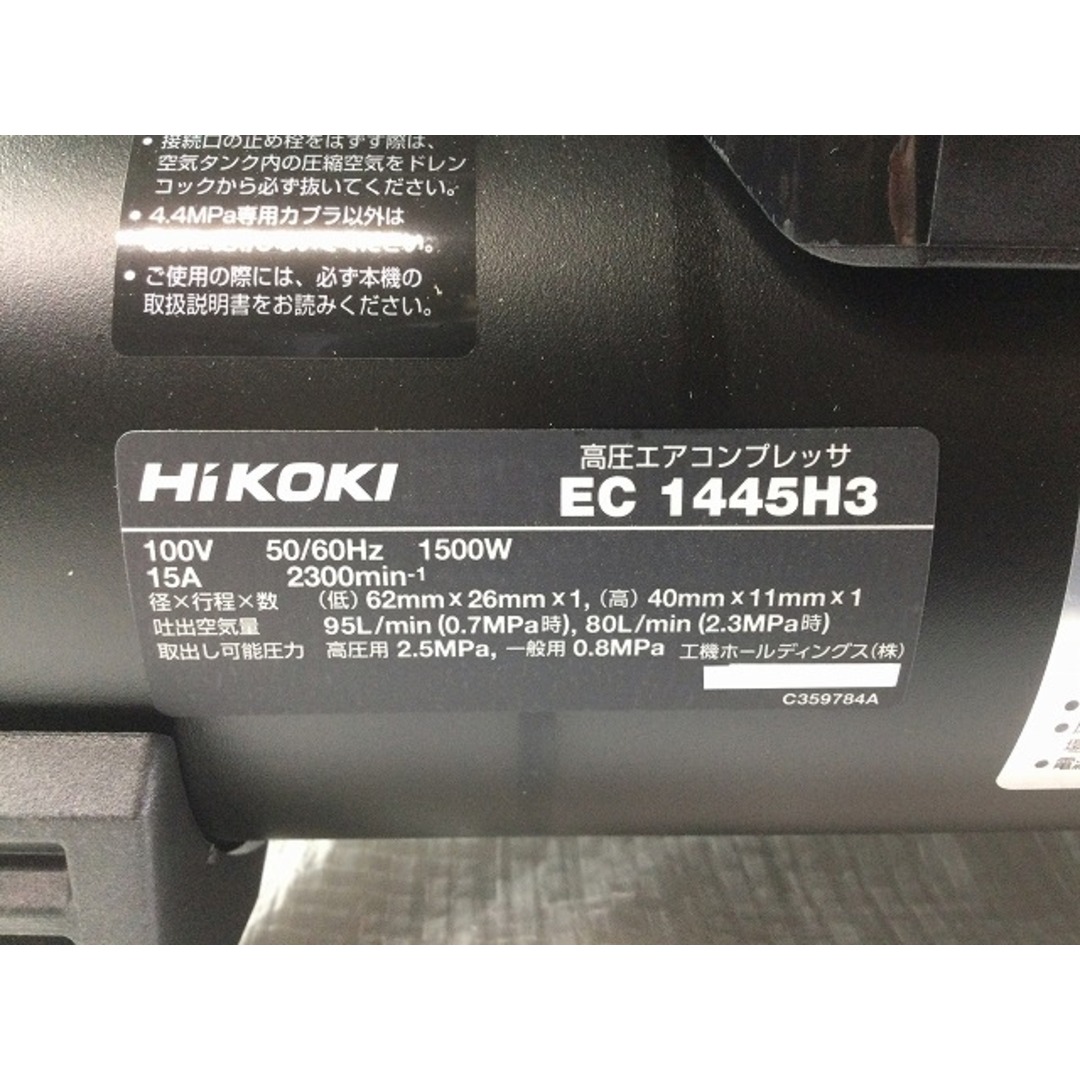 • 接続口の止め栓をはずす際は、
空気タンク内の圧縮空気をドレン
コックから必ず抜いてください。
• 4.4MPa専用カプラ以外は
ください。
• ご使用の際には、必ず本機の
取扱説明書をお読みください。
HiKOKI
高圧エアコンプレッサ
EC 1445H3
100V 50/60Hz 1500W
15A 2300min-1
径×行程×数 (低) 62mm×26mm×1, (高) 40mm×11mm×1
吐出空気量 95L/min (0.7MPa時), 80L/min (2.3MPa時)
取出し可能圧力 高圧用 2.5MPa, 一般用 0.8MPa 工機ホールディングス(株)
C359784A